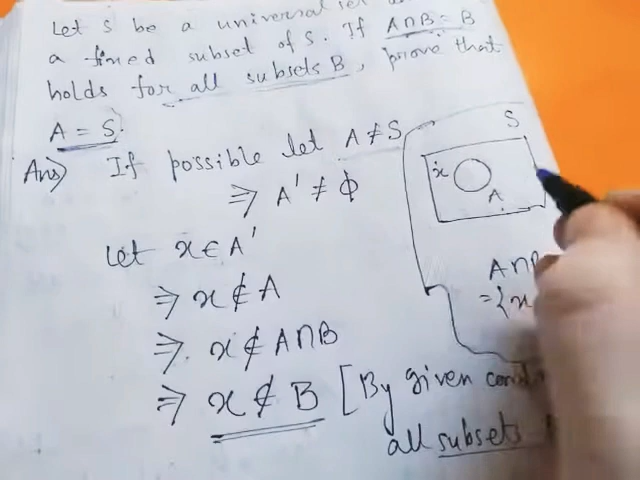 Let S be a universal set
a fixed subset of S. If A∩B = B
holds for all subsets B, prove that
A = S.
Ans) If possible let A ≠ S
⇒ A' ≠ ϕ
Let x ∈ A'
⇒ x ∉ A
⇒ x ∉ A∩B
⇒ x ∉ B [By given
all subsets
S
x
A
A∩
={x